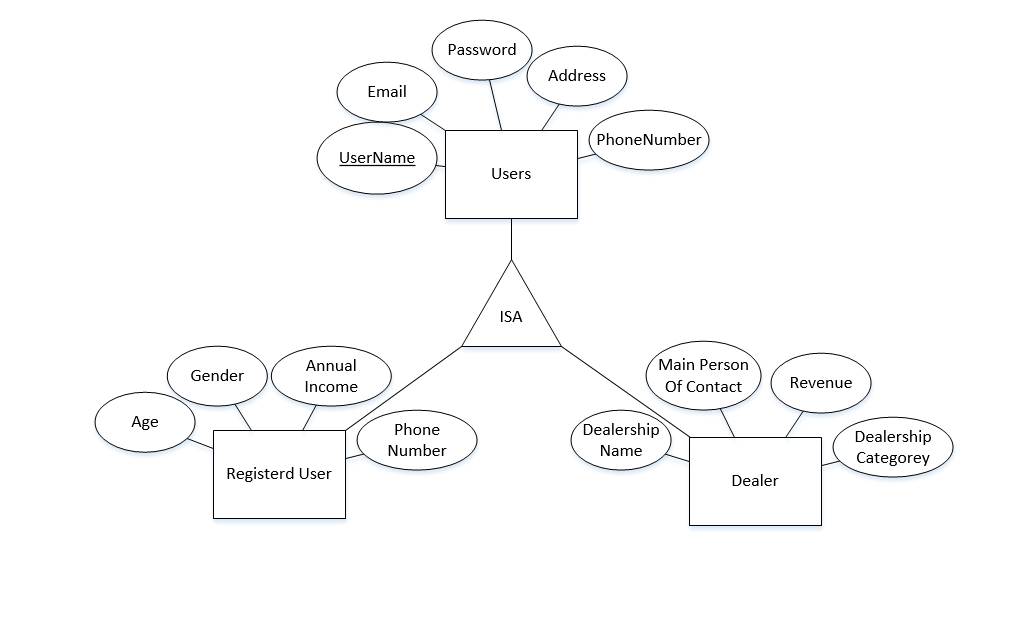 Password
Address
Email
PhoneNumber
UserName
Users
ISA
Gender
Annual
Income
Main Person
Of Contact
Revenue
Age
Phone
Number
Dealership
Name
Dealership
Categorey
Registerd User
Dealer